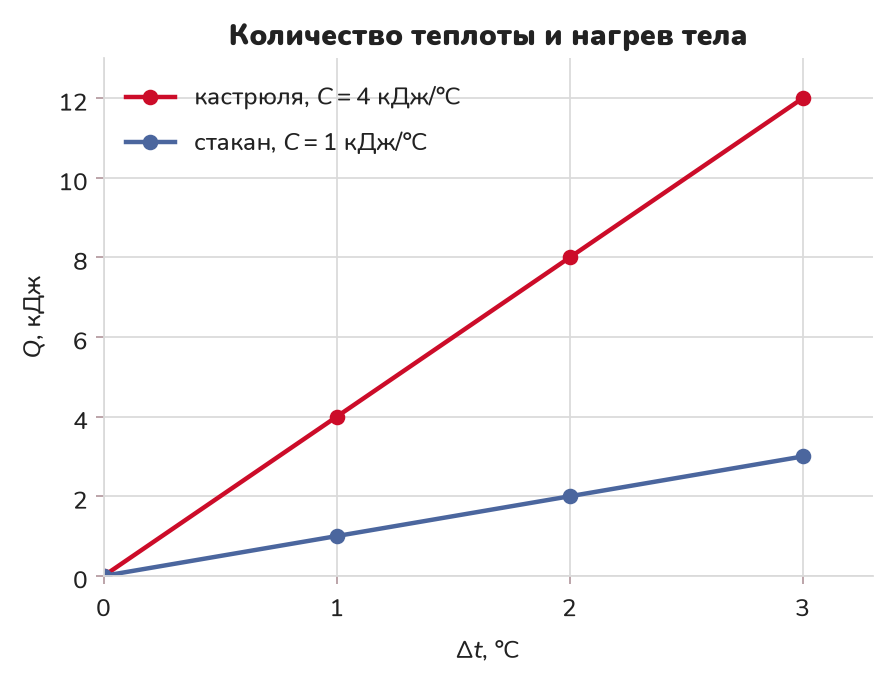 Количество теплоты и нагрев тела
кастрюля, C = 4 кДж/°C
стакан, C = 1 кДж/°C
Q, кДж
12
10
8
6
4
2
0
0 1 2 3
Δt, °C